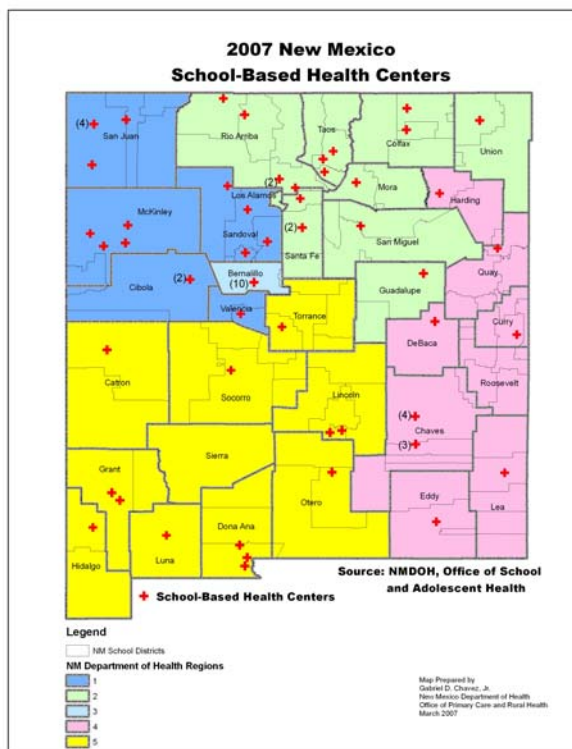 2007 New Mexico
School-Based Health Centers
(4)
San Juan
Rio Arriba
Taos
Colfax
Union
(2)
Los Alamos
Mora
Harding
McKinley
Sandoval
(2)
Santa Fe
San Miguel
Cibola
(2)
Bernalillo
(10)
Quay
Guadalupe
Valencia
Torrance
Curry
DeBaca
Roosevelt
Catron
Socorro
Lincoln
(4)
Chaves
(3)
Sierra
Grant
Otero
Eddy
Lea
Dona Ana
Luna
Hidalgo
Source: NMDOH, Office of School
and Adolescent Health
School-Based Health Centers
Legend
NM School Districts
NM Department of Health Regions
1
2
3
4
5
Map Prepared by
Gabriel D. Chavez, Jr.
New Mexico Department of Health
Office of Primary Care and Rural Health
March 2007